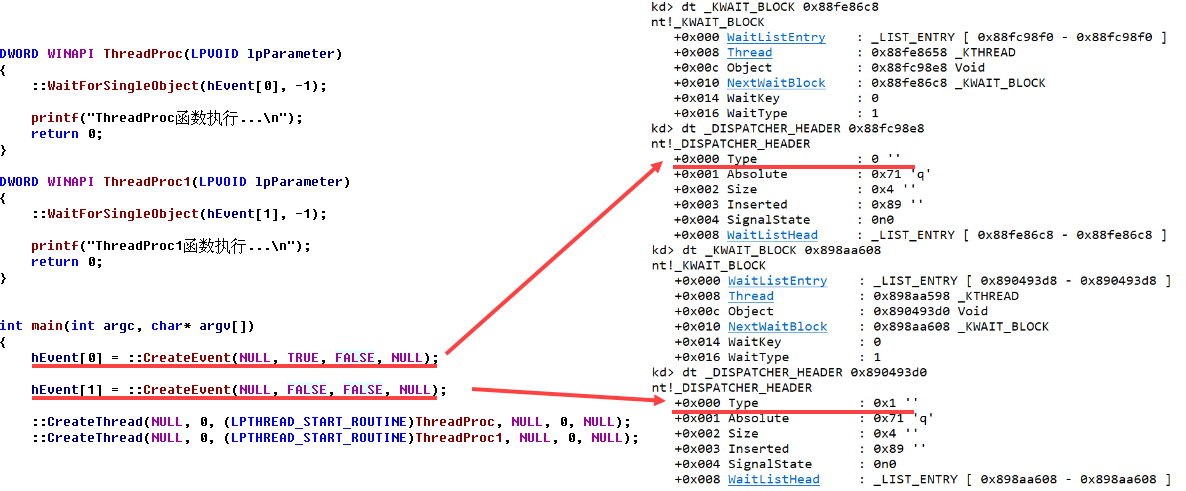 DWORD WINAPI ThreadProc(LPVOID lpParameter)
{
::WaitForSingleObject(hEvent[0], -1);
printf("ThreadProc函数执行...\n");
return 0;
}
DWORD WINAPI ThreadProc1(LPVOID lpParameter)
{
::WaitForSingleObject(hEvent[1], -1);
printf("ThreadProc1函数执行...\n");
return 0;
}
int main(int argc, char* argv[])
{
hEvent[0] = ::CreateEvent(NULL, TRUE, FALSE, NULL);
hEvent[1] = ::CreateEvent(NULL, FALSE, FALSE, NULL);
::CreateThread(NULL, 0, (LPTHREAD_START_ROUTINE)ThreadProc, NULL, 0, NULL);
::CreateThread(NULL, 0, (LPTHREAD_START_ROUTINE)ThreadProc1, NULL, 0, NULL);
kd> dt _KWAIT_BLOCK 0x88fe86c8
nt!_KWAIT_BLOCK
+0x000 WaitListEntry : _LIST_ENTRY [ 0x88fc98f0 - 0x88fc98f0 ]
+0x008 Thread : 0x88fe8658 _KTHREAD
+0x00c Object : 0x88fc98e8 Void
+0x010 NextWaitBlock : 0x88fe86c8 _KWAIT_BLOCK
+0x014 WaitKey : 0
+0x016 WaitType : 1
kd> dt _DISPATCHER_HEADER 0x88fc98e8
nt!_DISPATCHER_HEADER
+0x000 Type : 0 ''
+0x001 Absolute : 0x71 'q'
+0x002 Size : 0x4 ''
+0x003 Inserted : 0x89 ''
+0x004 SignalState : 0n0
+0x008 WaitListHead : _LIST_ENTRY [ 0x88fe86c8 - 0x88fe86c8 ]
kd> dt _KWAIT_BLOCK 0x898aa608
nt!_KWAIT_BLOCK
+0x000 WaitListEntry : _LIST_ENTRY [ 0x890493d8 - 0x890493d8 ]
+0x008 Thread : 0x898aa598 _KTHREAD
+0x00c Object : 0x890493d0 Void
+0x010 NextWaitBlock : 0x898aa608 _KWAIT_BLOCK
+0x014 WaitKey : 0
+0x016 WaitType : 1
kd> dt _DISPATCHER_HEADER 0x890493d0
nt!_DISPATCHER_HEADER
+0x000 Type : 0x1 ''
+0x001 Absolute : 0x71 'q'
+0x002 Size : 0x4 ''
+0x003 Inserted : 0x89 ''
+0x004 SignalState : 0n0
+0x008 WaitListHead : _LIST_ENTRY [ 0x898aa608 - 0x898aa608 ]